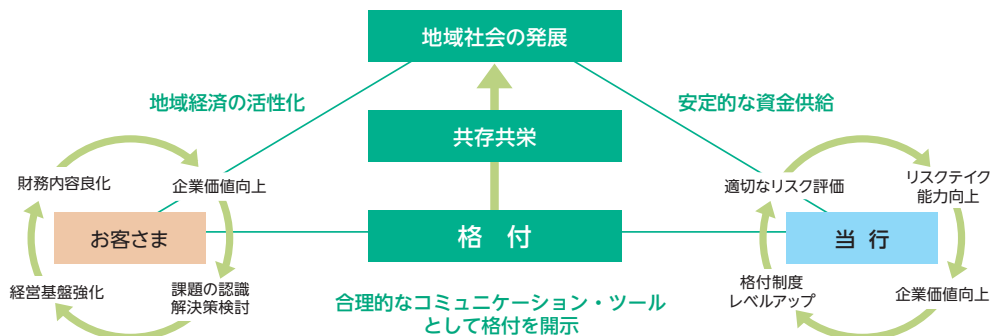 地域社会の発展
地域経済の活性化
安定的な資金供給
共存共栄
財務内容良化
企業価値向上
適切なリスク評価
リスクテイク
能力向上
お客さま
格 付
当 行
経営基盤強化
課題の認識
解決策検討
格付制度
レベルアップ
企業価値向上
合理的なコミュニケーション・ツール
として格付を開示